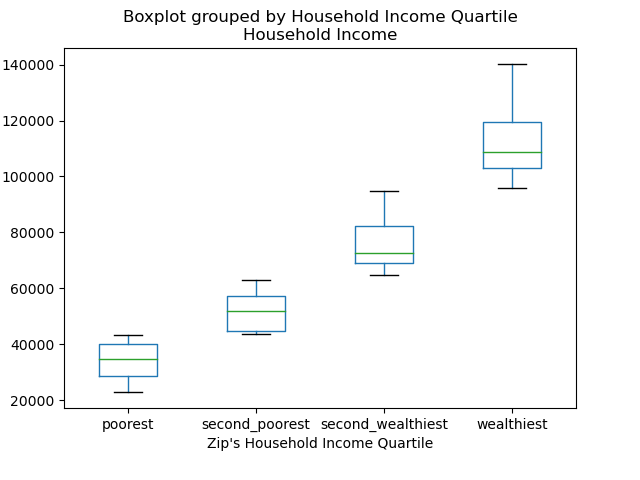 Boxplot grouped by Household Income Quartile
Household Income
140000
120000
100000
80000
60000
40000
20000
poorest second_poorest second_wealthiest wealthiest
Zip's Household Income Quartile